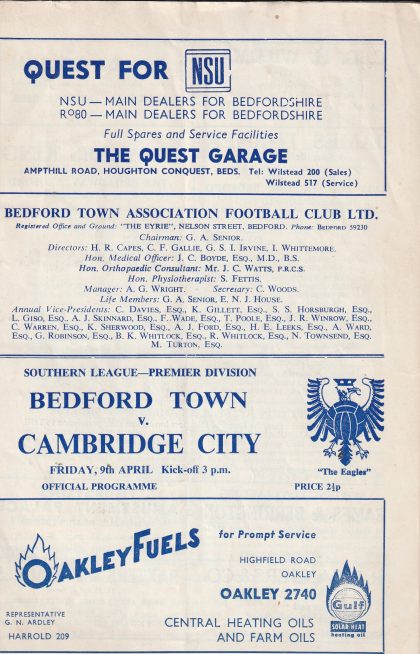 QUEST FOR NSU
NSU — MAIN DEALERS FOR BEDFORDSHIRE
RO80 — MAIN DEALERS FOR BEDFORDSHIRE
Full Spares and Service Facilities
THE QUEST GARAGE
AMPTHILL ROAD, HOUGHTON CONQUEST, BEDS. Tel: Wilstead 200 (Sales)
Wilstead 517 (Service)
BEDFORD TOWN ASSOCIATION FOOTBALL CLUB LTD.
Registered Office and Ground: "THE EYRIE", NELSON STREET, BEDFORD. Phone: BEDFORD 59230
Chairman: G. A. SENIOR.
Directors: H. R. CAPES, C. F. GALLIE, G. S. I. IRVINE, I. WHITTEMORE.
Hon. Medical Officer: J. C. BOYDE, ESQ., M.D., B.S.
Hon. Orthopaedic Consultant: MR. J. C. WATTS, P.R.C.S.
Hon. Physiotherapist: S. FETTIS.
Manager: A. G. WRIGHT. Secretary: C. WOODS.
Life Members: G. A. SENIOR, E. N. J. HOUSE.
Annual Vice-Presidents: C. DAVIES, ESQ., K. GILLETT, ESQ., S. S. HORSBURGH, ESQ.,
L. GISO, ESQ., A. J. SKINNARD, ESQ., F. WADE, ESQ., T. POOLE, ESQ., J. R. WINROW, ESQ.,
C. WARREN, ESQ., K. SHERWOOD, ESQ., A. J. FORD, ESQ., H. E. LEEKS, ESQ., A. WARD,
ESQ., G. ROBINSON, ESQ., B. K. WHITLOCK, ESQ., R. WHITLOCK, ESQ., N. TOWNSEND, ESQ.
M. TURTON, ESQ.
SOUTHERN LEAGUE—PREMIER DIVISION
BEDFORD TOWN
v.
CAMBRIDGE CITY
FRIDAY, 9th APRIL Kick-off 3 p.m.
"The Eagles"
OFFICIAL PROGRAMME PRICE 2½p
OAKLEY FUELS
for Prompt Service
HIGHFIELD ROAD
OAKLEY
OAKLEY 2740
Gulf
SOLAR HEAT
heating oil
REPRESENTATIVE
G. N. ARDLEY
HARROLD 209
CENTRAL HEATING OILS
AND FARM OILS